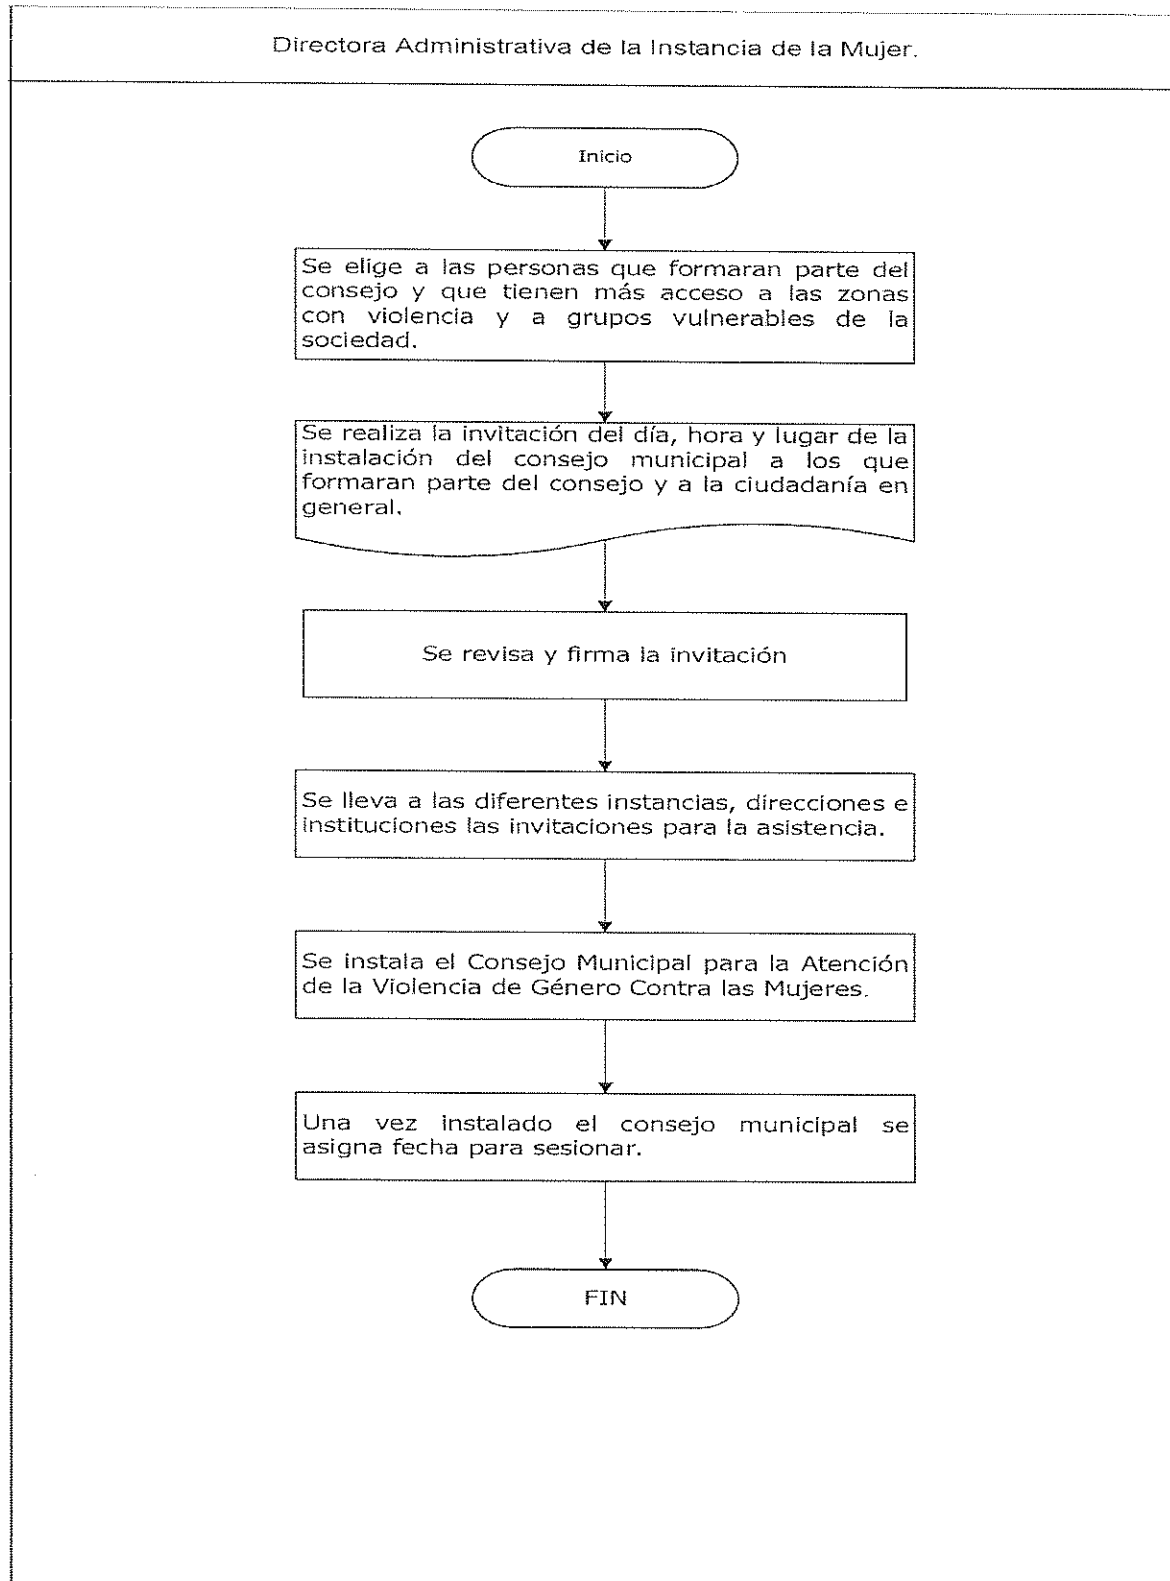 Directora Administrativa de la Instancia de la Mujer.
Inicio
Se elige a las personas que formaran parte del
consejo y que tienen más acceso a las zonas
con violencia y a grupos vulnerables de la
sociedad.
Se realiza la invitación del día, hora y lugar de la
instalación del consejo municipal a los que
formaran parte del consejo y a la ciudadanía en
general.
Se revisa y firma la invitación
Se lleva a las diferentes instancias, direcciones e
instituciones las invitaciones para la asistencia.
Se instala el Consejo Municipal para la Atención
de la Violencia de Género Contra las Mujeres.
Una vez instalado el consejo municipal se
asigna fecha para sesionar.
FIN